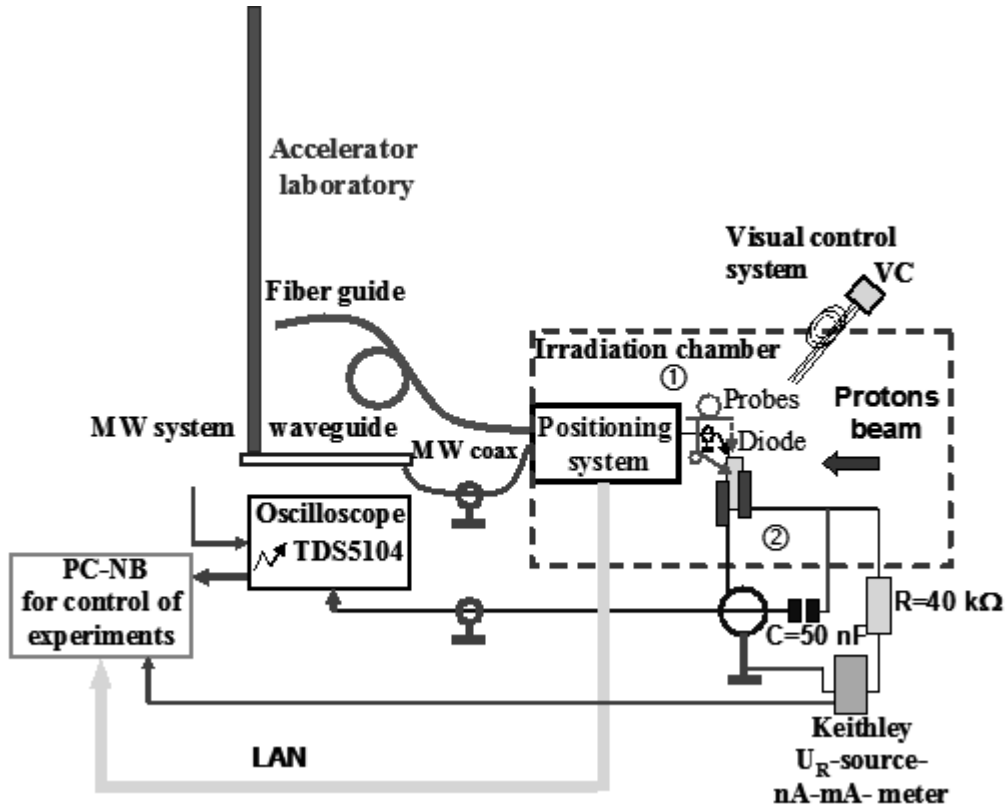 Accelerator
laboratory
Visual control
system
VC
Fiber guide
Irradiation chamber
①
Probes
Protons
beam
MW system
waveguide
MW coax
Positioning
system
Diode
Oscilloscope
TDS5104
②
PC-NB
for control of
experiments
R=40 kΩ
C=50 nF
LAN
Keithley
U_R-source-
nA-mA- meter